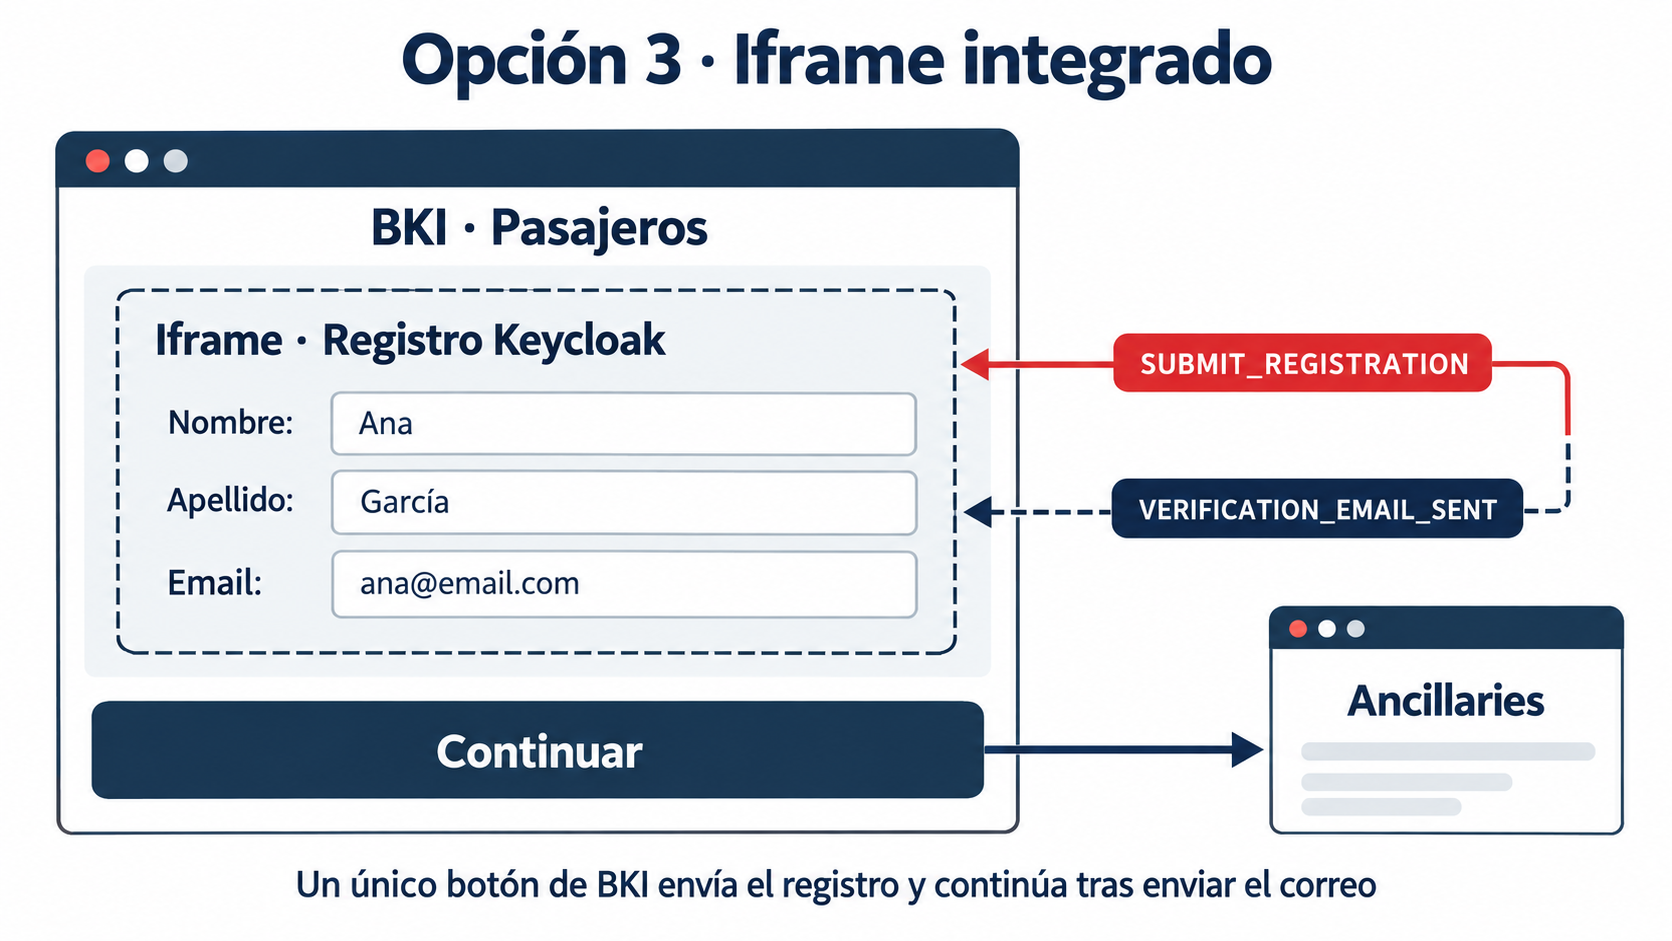 Opción 3 · Iframe integrado
BKI · Pasajeros
Iframe · Registro Keycloak
Nombre: Ana
Apellido: García
Email: ana@email.com
Continuar
SUBMIT_REGISTRATION
VERIFICATION_EMAIL_SENT
Ancillaries
Un único botón de BKI envía el registro y continúa tras enviar el correo